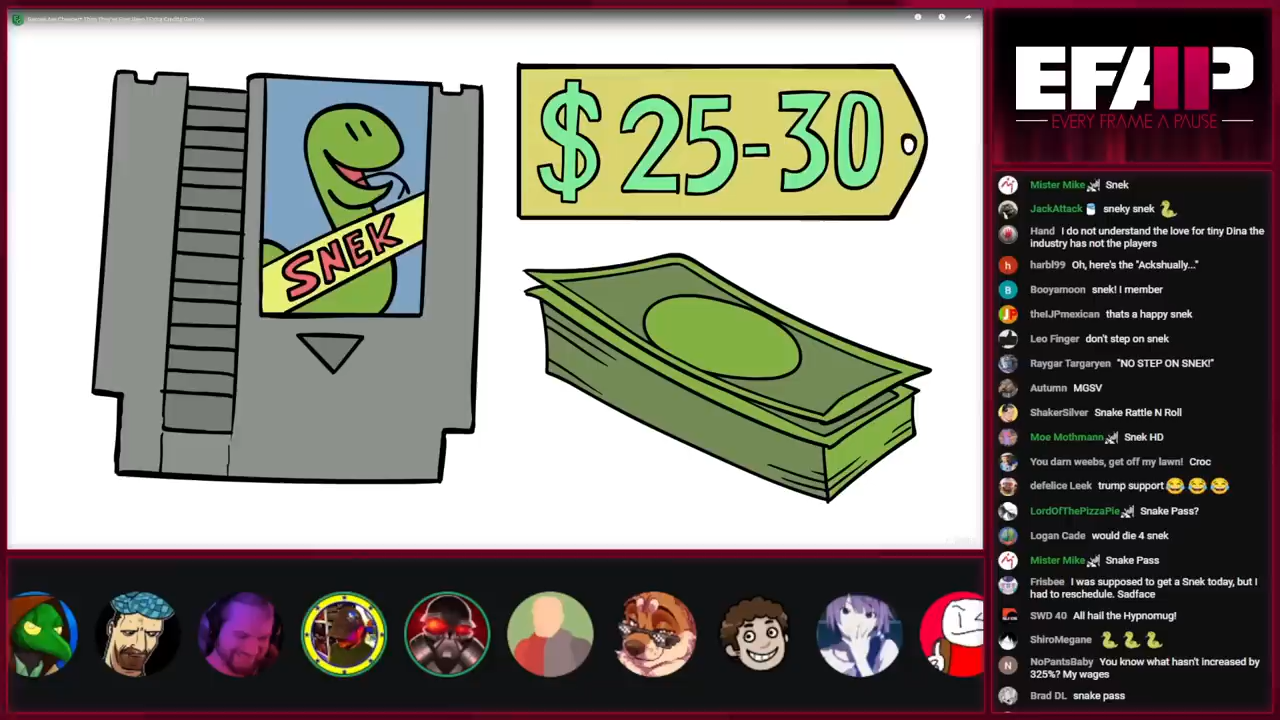 SNEK
$ 25-30
EFAP
EVERY FRAME A PAUSE
Mister Mike Snek
JackAttack sneky snek
Hand I do not understand the love for tiny Dina the
industry has not the players
harbl99 Oh, here's the "Ackshually..."
Booyamoon snek! I member
theIJPmexican thats a happy snek
Leo Finger don't step on snek
Raygar Targaryen "NO STEP ON SNEK!"
Autumn MGSV
ShakerSilver Snake Rattle N Roll
Moe Mothmann Snek HD
You darn weebs, get off my lawn! Croc
defelice Leek trump support
LordOfThePizzaPie Snake Pass?
Logan Cade would die 4 snek
Mister Mike Snake Pass
Frisbee I was supposed to get a Snek today, but I
had to reschedule. Sadface
SWD 40 All hail the Hypnomug!
ShiroMegane
NoPantsBaby You know what hasn't increased by
325%? My wages
Brad DL snake pass